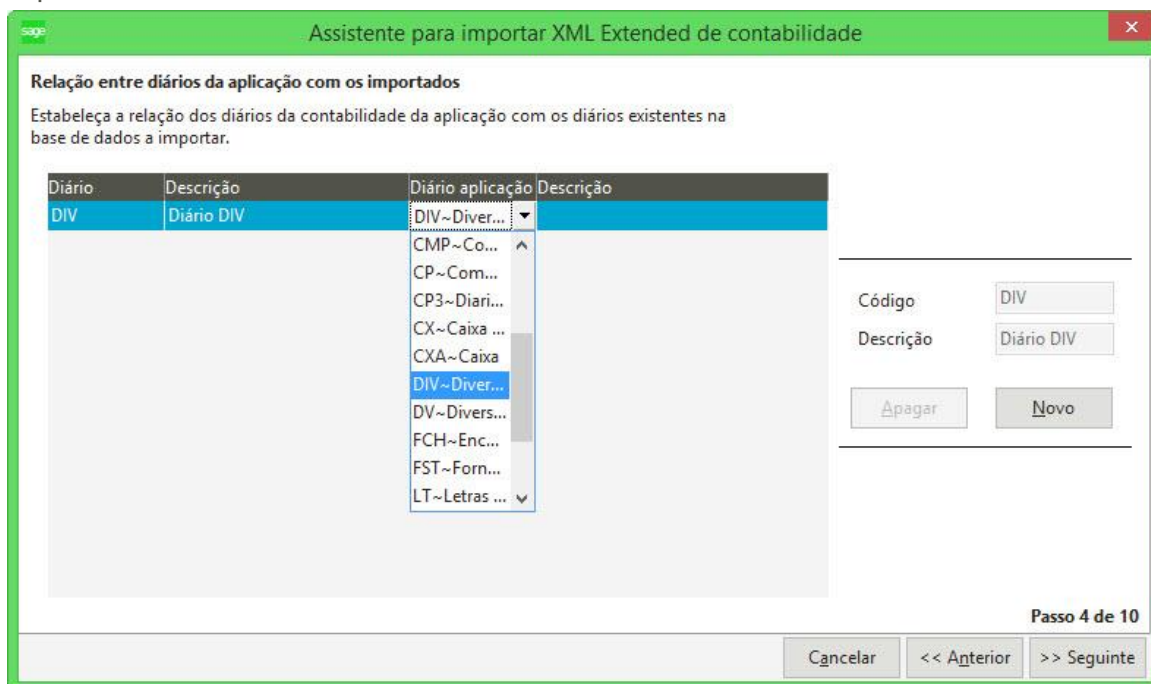 sage
Assistente para importar XML Extended de contabilidade
Relação entre diários da aplicação com os importados
Estabeleça a relação dos diários da contabilidade da aplicação com os diários existentes na
base de dados a importar.
Diário Descrição Diário aplicação Descrição
DIV Diário DIV DIV~Diver...
CMP~Co...
CP~Com...
CP3~Diari...
CX~Caixa ...
CXA~Caixa
DIV~Diver...
DV~Divers...
FCH~Enc...
FST~Forn...
LT~Letras ...
Código DIV
Descrição Diário DIV
Apagar Novo
Passo 4 de 10
Cancelar << Anterior >> Seguinte